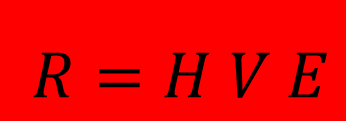 R = H V E